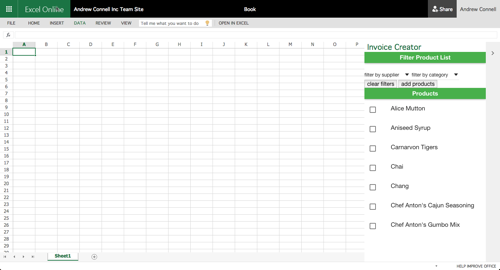 Excel Online Andrew Connell Inc Team Site Book Share Andrew Connell
FILE HOME INSERT DATA REVIEW VIEW Tell me what you want to do OPEN IN EXCEL
A B C D E F G H I J K L M N O P
Invoice Creator
Filter Product List
filter by supplier filter by category
clear filters add products
Products
Alice Mutton
Aniseed Syrup
Carnarvon Tigers
Chai
Chang
Chef Anton's Cajun Seasoning
Chef Anton's Gumbo Mix
1
2
3
4
5
6
7
8
9
10
11
12
13
14
15
16
17
18
19
20
21
22
23
24
25
26
27
28
29
Sheet1
HELP IMPROVE OFFICE